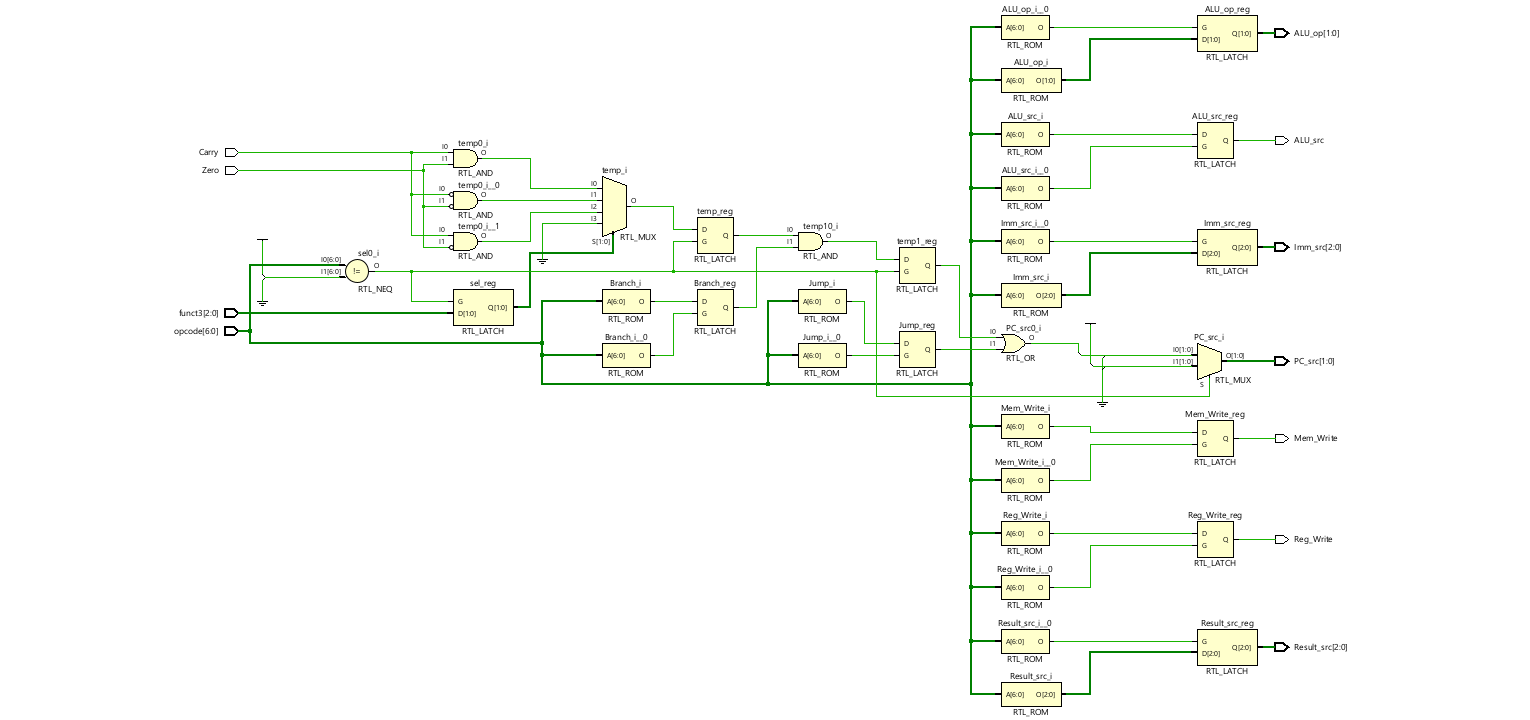 Carry
Zero
funct3[2:0]
opcode[6:0]
I0[6:0]
I1[6:0]
sel0_i
!=
O
RTL_NEQ
temp0_i
I0
I1
O
RTL_AND
temp0_i__0
I0
I1
O
RTL_AND
temp0_i__1
I0
I1
O
RTL_AND
sel_reg
G
D[1:0]
Q[1:0]
RTL_LATCH
temp_i
I0
I1
I2
I3
S[1:0]
O
RTL_MUX
Branch_i
A[6:0] O
RTL_ROM
Branch_i__0
A[6:0] O
RTL_ROM
temp_reg
D
G
Q
RTL_LATCH
Branch_reg
D
G
Q
RTL_LATCH
temp10_i
I0
I1
O
RTL_AND
Jump_i
A[6:0] O
RTL_ROM
Jump_i__0
A[6:0] O
RTL_ROM
temp1_reg
D
G
Q
RTL_LATCH
Jump_reg
D
G
Q
RTL_LATCH
ALU_op_i__0
A[6:0] O
RTL_ROM
ALU_op_i
A[6:0] O[1:0]
RTL_ROM
ALU_src_i
A[6:0] O
RTL_ROM
ALU_src_i__0
A[6:0] O
RTL_ROM
Imm_src_i__0
A[6:0] O
RTL_ROM
Imm_src_i
A[6:0] O[2:0]
RTL_ROM
PC_src0_i
I0
I1
O
RTL_OR
Mem_Write_i
A[6:0] O
RTL_ROM
Mem_Write_i__0
A[6:0] O
RTL_ROM
Reg_Write_i
A[6:0] O
RTL_ROM
Reg_Write_i__0
A[6:0] O
RTL_ROM
Result_src_i__0
A[6:0] O
RTL_ROM
Result_src_i
A[6:0] O[2:0]
RTL_ROM
ALU_op_reg
G
D[1:0]
Q[1:0]
RTL_LATCH
ALU_op[1:0]
ALU_src_reg
D
G
Q
RTL_LATCH
ALU_src
Imm_src_reg
G
D[2:0]
Q[2:0]
RTL_LATCH
Imm_src[2:0]
PC_src_i
I0[1:0]
I1[1:0]
S
O[1:0]
RTL_MUX
PC_src[1:0]
Mem_Write_reg
D
G
Q
RTL_LATCH
Mem_Write
Reg_Write_reg
D
G
Q
RTL_LATCH
Reg_Write
Result_src_reg
G
D[2:0]
Q[2:0]
RTL_LATCH
Result_src[2:0]